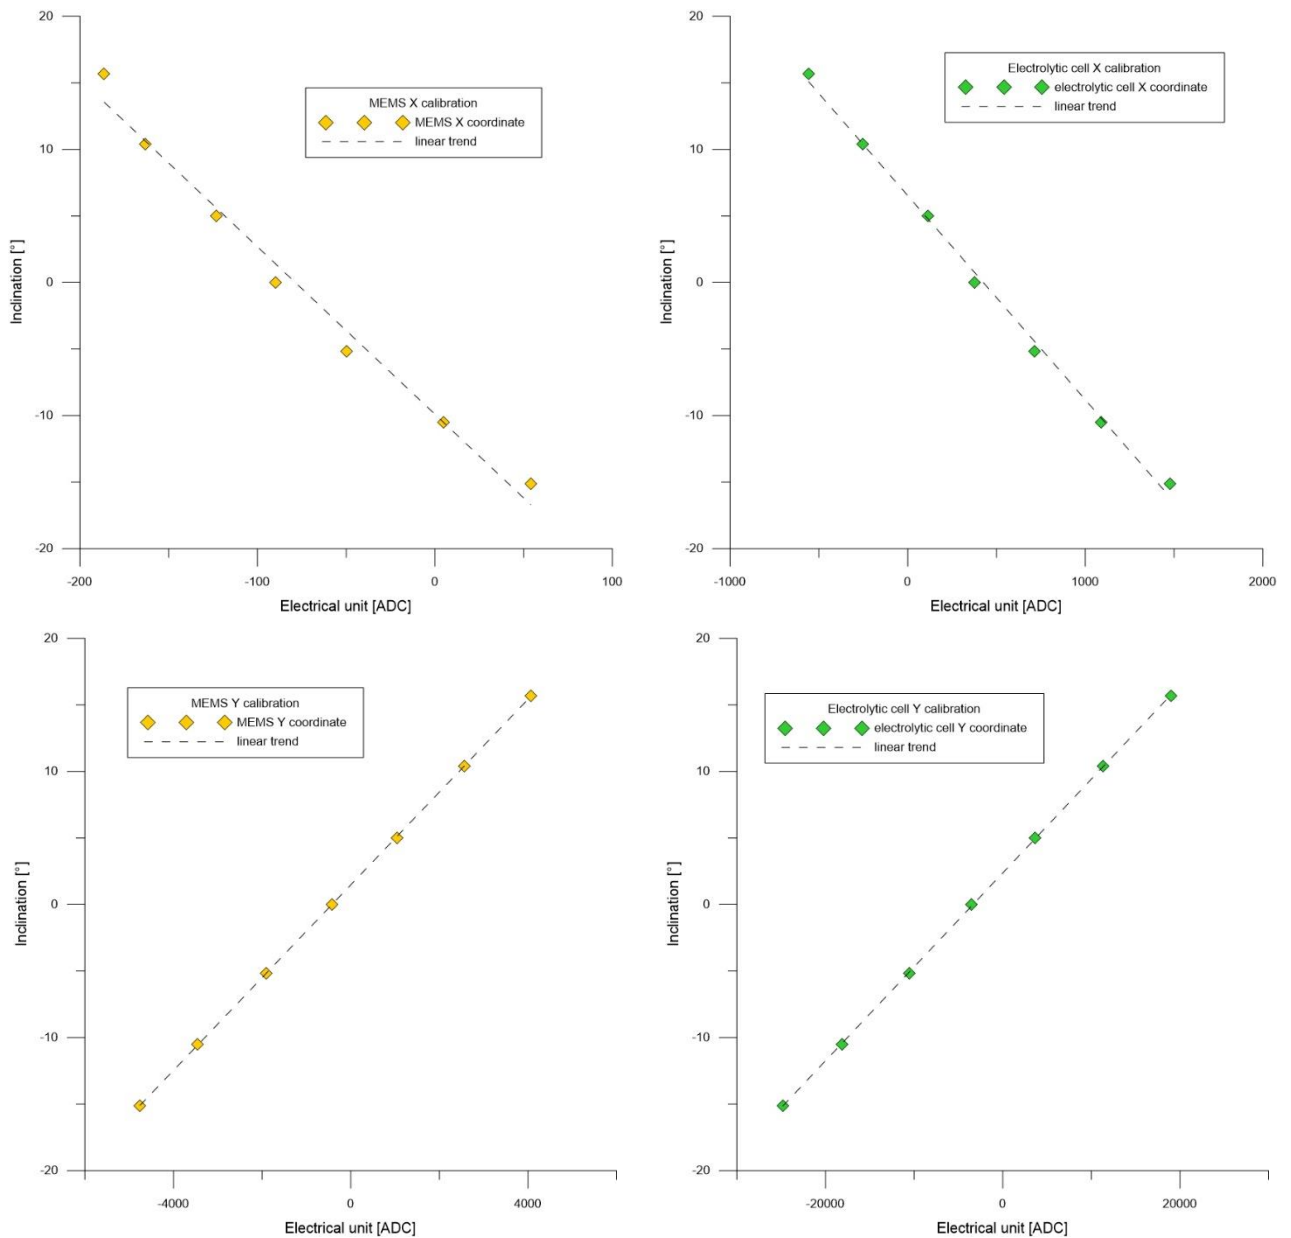 20
10
0
-10
-20
Inclination [°]
MEMS X calibration
MEMS X coordinate
linear trend
-200
-100
0
100
Electrical unit [ADC]
20
10
0
-10
-20
Inclination [°]
Electrolytic cell X calibration
electrolytic cell X coordinate
linear trend
-1000
0
1000
2000
Electrical unit [ADC]
20
10
0
-10
-20
Inclination [°]
MEMS Y calibration
MEMS Y coordinate
linear trend
-4000
0
4000
Electrical unit [ADC]
20
10
0
-10
-20
Inclination [°]
Electrolytic cell Y calibration
electrolytic cell Y coordinate
linear trend
-20000
0
20000
Electrical unit [ADC]